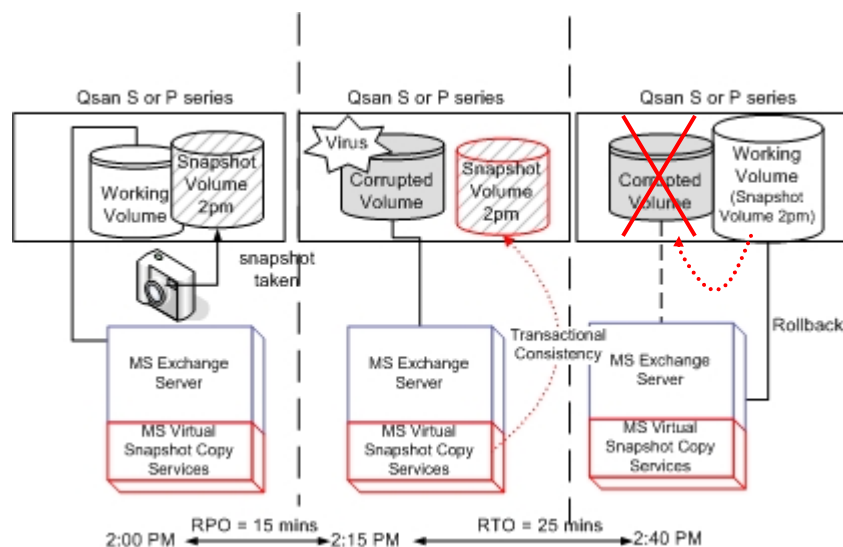 Qsan S or P series
Working
Volume
Snapshot
Volume
2pm
snapshot
taken
MS Exchange
Server
MS Virtual
Snapshot Copy
Services
Qsan S or P series
Virus
Corrupted
Volume
Snapshot
Volume
2pm
Transactional
Consistency
MS Exchange
Server
MS Virtual
Snapshot Copy
Services
Qsan S or P series
Corrupted
Volume
Working
Volume
(Snapshot
Volume 2pm)
Rollback
MS Exchange
Server
MS Virtual
Snapshot Copy
Services
2:00 PM
RPO = 15 mins
2:15 PM
RTO = 25 mins
2:40 PM